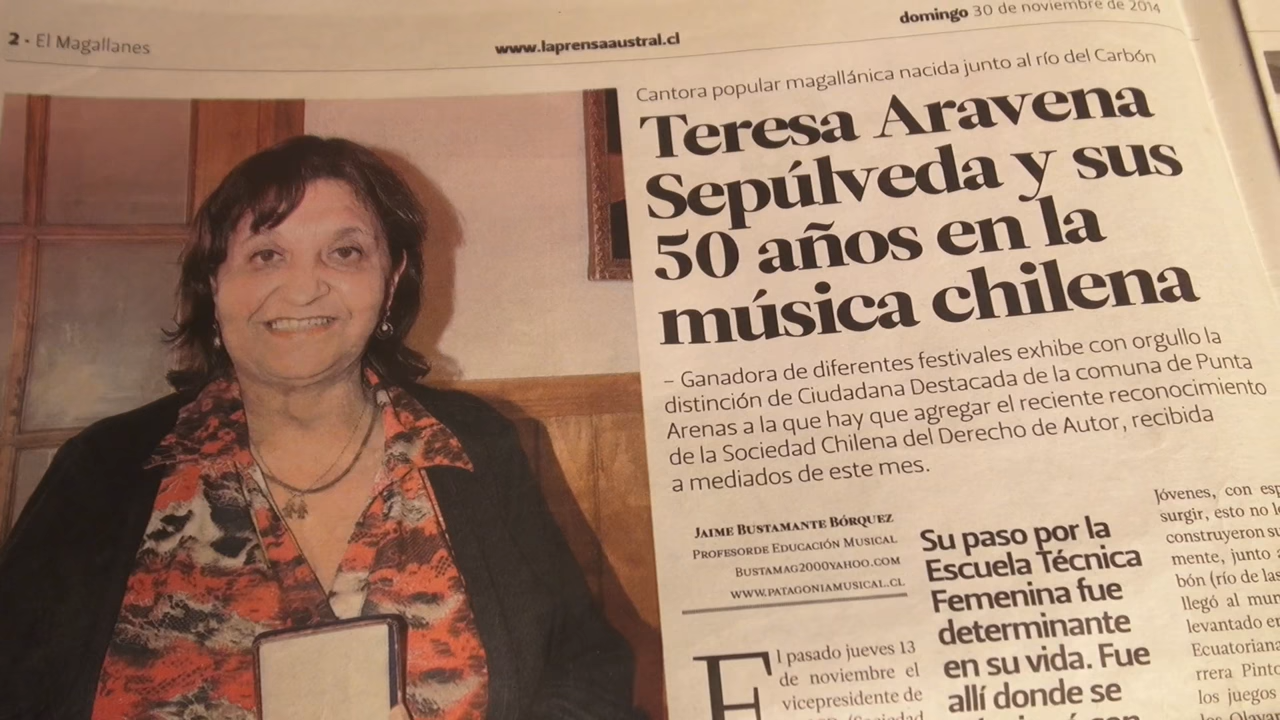 2 - El Magallanes
www.laprensaaustral.cl
domingo 30 de noviembre de 2014
Cantora popular magallánica nacida junto al río del Carbón
Teresa Aravena
Sepúlveda y sus
50 años en la
música chilena
– Ganadora de diferentes festivales exhibe con orgullo la
distinción de Ciudadana Destacada de la comuna de Punta
Arenas a la que hay que agregar el reciente reconocimiento
de la Sociedad Chilena del Derecho de Autor, recibida
a mediados de este mes.
Jaime Bustamante Bórquez
Profesorde Educación Musical
Bustamag2000yahoo.com
www.patagoniamusical.cl
El pasado jueves 13
de noviembre el
vicepresidente de
(Sociedad
Su paso por la
Escuela Técnica
Femenina fue
determinante
en su vida. Fue
allí donde se
Jóvenes, con
surgir, esto no
construyeron
mente, junto
bón (río de
llegó al
levantado
Ecuatoriana
rrera Pinto
los juegos